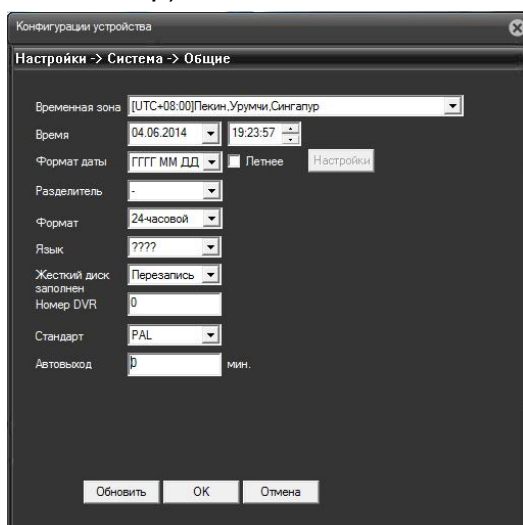 Конфигурации устройства
Настройки -> Система -> Общие
Временная зона [UTC+08:00]Пекин,Урумчи,Сингапур
Время 04.06.2014 19:23:57
Формат даты ГГГГ ММ ДД Летнее Настройки
Разделитель -
Формат 24-часовой
Язык ????
Жесткий диск заполнен Перезапись
Номер DVR 0
Стандарт PAL
Автовыход 0 мин.
Обновить OK Отмена